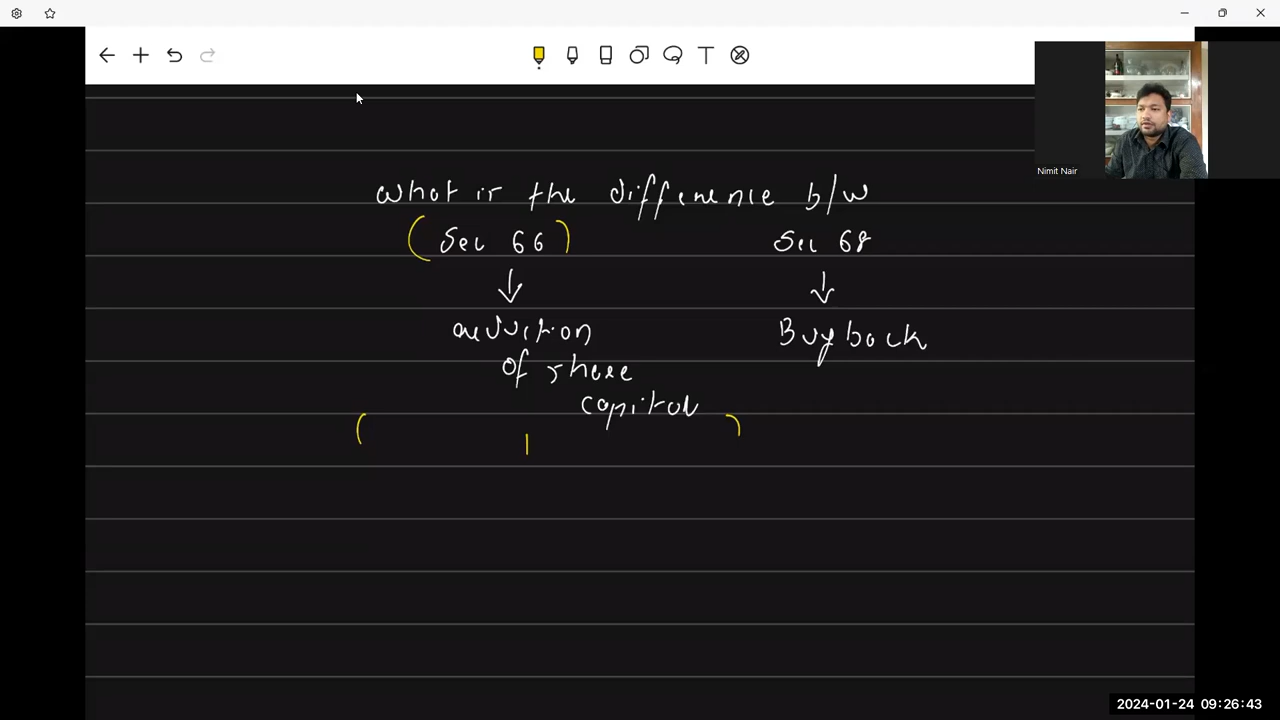 What is the difference b/w
(Sec 66) Sec 68
↓ ↓
reduction Buyback
of share
capital
( | )
Nimit Nair
2024-01-24 09:26:43